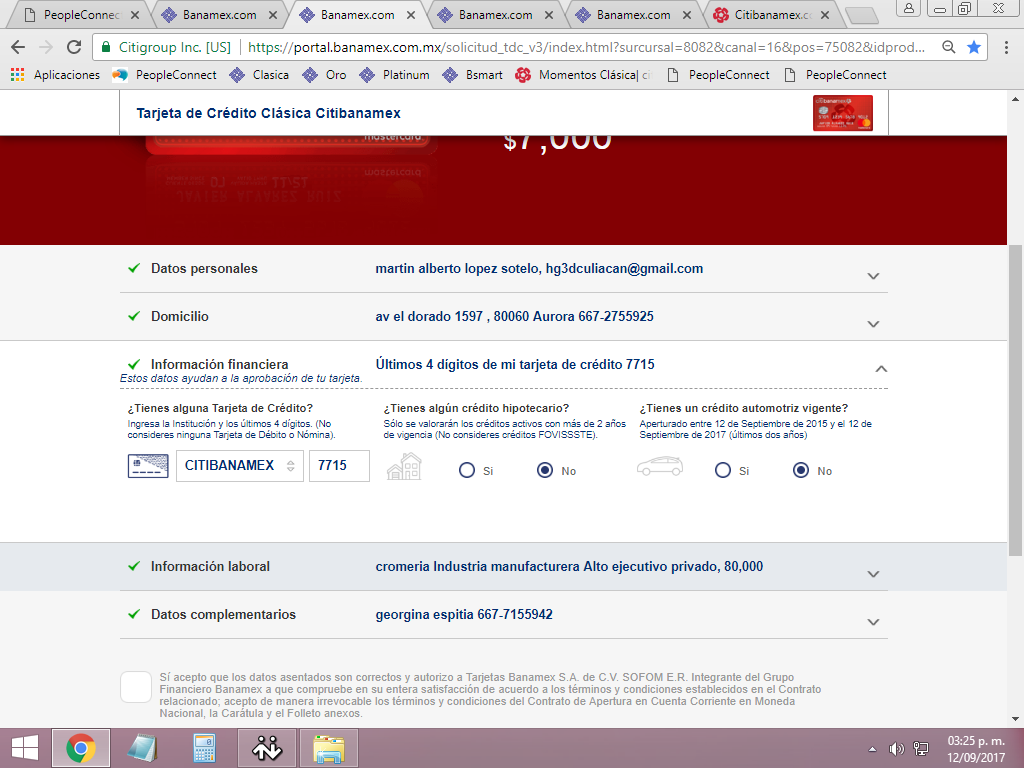 PeopleConnec
Banamex.com
Banamex.com
Banamex.com
Banamex.com
Citibanamex.c
Citigroup Inc. [US]
https://portal.banamex.com.mx/solicitud_tdc_v3/index.html?surcursal=8082&canal=16&pos=75082&idprod...
Aplicaciones
PeopleConnect
Clasica
Oro
Platinum
Bsmart
Momentos Clásica| ci
PeopleConnect
PeopleConnect
Tarjeta de Crédito Clásica Citibanamex
$7,000
Datos personales
martin alberto lopez sotelo, hg3dculiacan@gmail.com
Domicilio
av el dorado 1597 , 80060 Aurora 667-2755925
Información financiera
Últimos 4 dígitos de mi tarjeta de crédito 7715
Estos datos ayudan a la aprobación de tu tarjeta.
¿Tienes alguna Tarjeta de Crédito?
Ingresa la Institución y los últimos 4 dígitos. (No
consideres ninguna Tarjeta de Débito o Nómina).
CITIBANAMEX
7715
¿Tienes algún crédito hipotecario?
Sólo se valorarán los créditos activos con más de 2 años
de vigencia (No consideres créditos FOVISSSTE).
Si
No
¿Tienes un crédito automotriz vigente?
Aperturado entre 12 de Septiembre de 2015 y el 12 de
Septiembre de 2017 (últimos dos años)
Si
No
Información laboral
cromeria Industria manufacturera Alto ejecutivo privado, 80,000
Datos complementarios
georgina espitia 667-7155942
Sí acepto que los datos asentados son correctos y autorizo a Tarjetas Banamex S.A. de C.V. SOFOM E.R. Integrante del Grupo
Financiero Banamex a que compruebe en su entera satisfacción de acuerdo a los términos y condiciones establecidos en el Contrato
relacionado; acepto de manera irrevocable los términos y condiciones del Contrato de Apertura en Cuenta Corriente en Moneda
Nacional, la Carátula y el Folleto anexos.
03:25 p. m.
12/09/2017